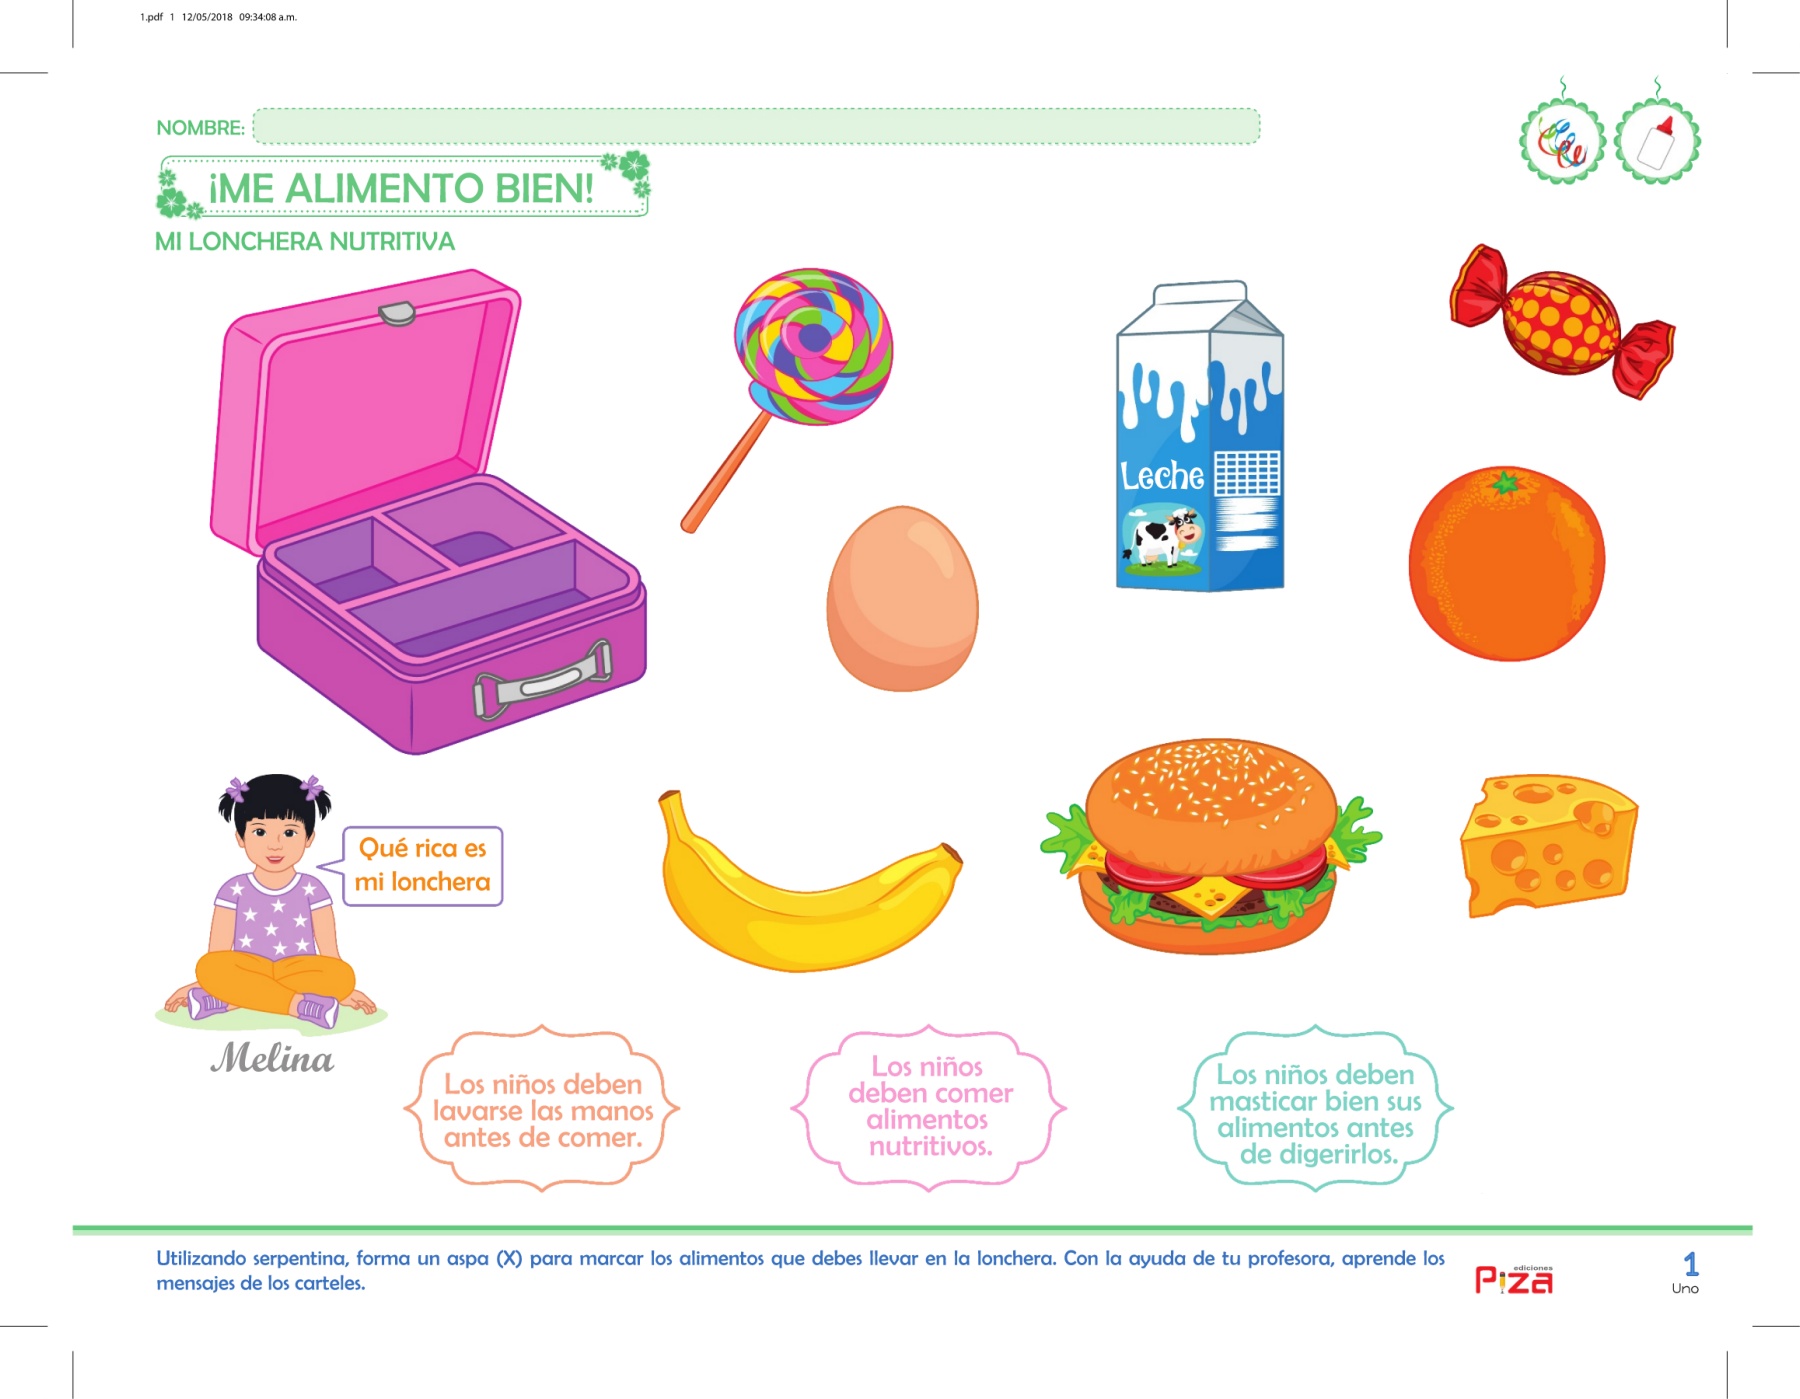 1.pdf 1 12/05/2018 09:34:08 a.m.
NOMBRE:
¡ME ALIMENTO BIEN!
MI LONCHERA NUTRITIVA
Leche
Qué rica es
mi lonchera
Melina
Los niños deben
lavarse las manos
antes de comer.
Los niños
deben comer
alimentos
nutritivos.
Los niños deben
masticar bien sus
alimentos antes
de digerirlos.
Utilizando serpentina, forma un aspa (X) para marcar los alimentos que debes llevar en la lonchera. Con la ayuda de tu profesora, aprende los
mensajes de los carteles.
ediciones
Piza
1
Uno